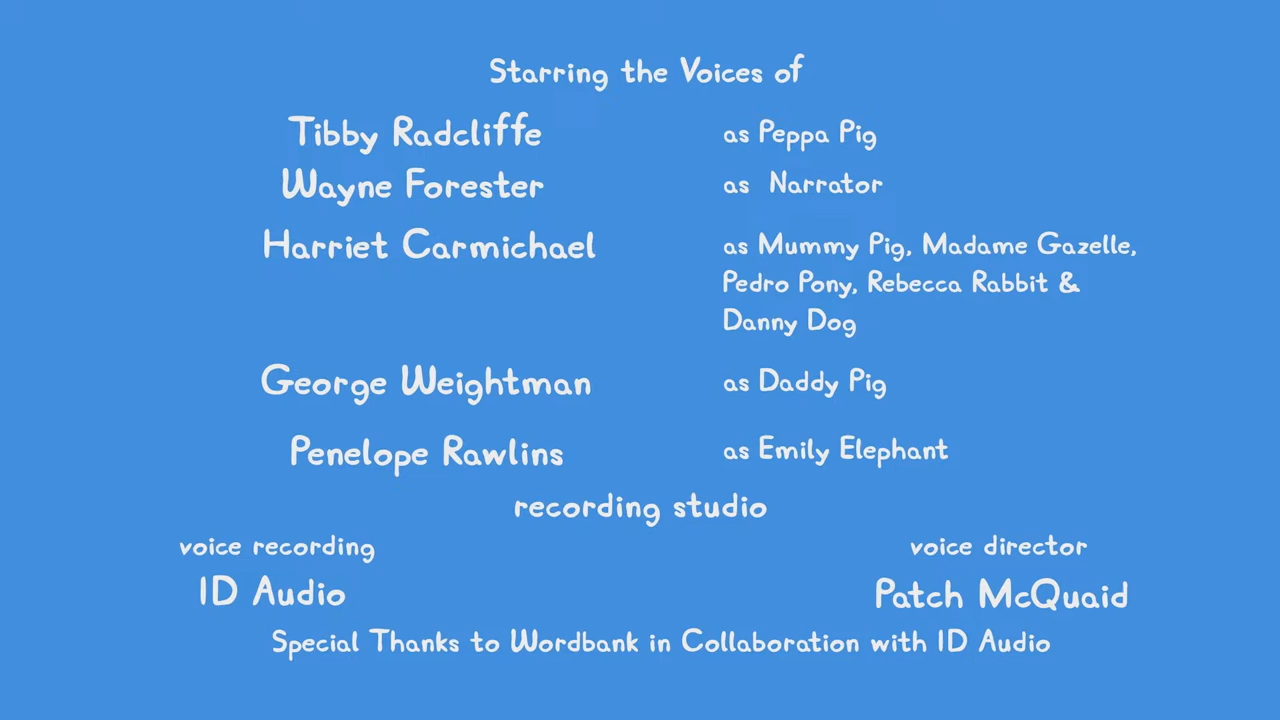 Starring the Voices of
Tibby Radcliffe as Peppa Pig
Wayne Forester as Narrator
Harriet Carmichael as Mummy Pig, Madame Gazelle,
Pedro Pony, Rebecca Rabbit &
Danny Dog
George Weightman as Daddy Pig
Penelope Rawlins as Emily Elephant
recording studio
voice recording voice director
ID Audio Patch McQuaid
Special Thanks to Wordbank in Collaboration with ID Audio